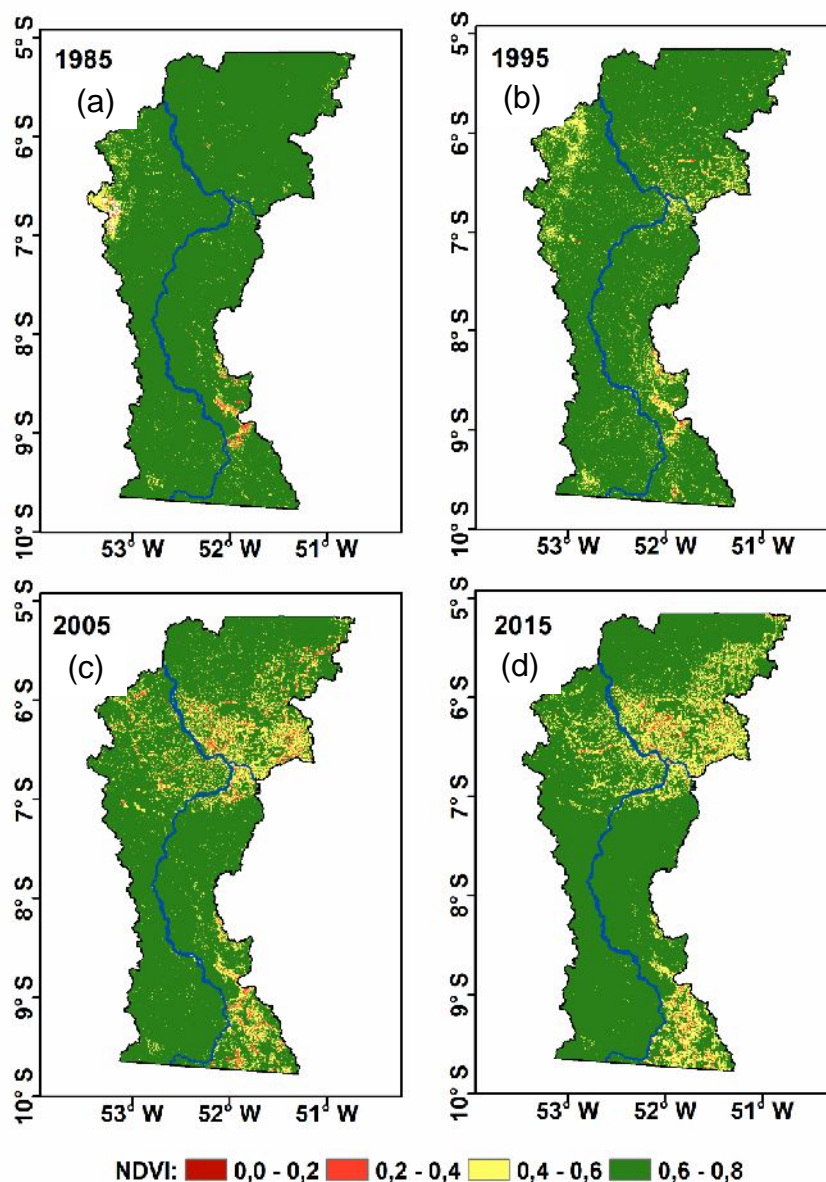 1985
(a)
5° S
6° S
7° S
8° S
9° S
10° S
53° W 52° W 51° W
1995
(b)
5° S
6° S
7° S
8° S
9° S
10° S
53° W 52° W 51° W
2005
(c)
5° S
6° S
7° S
8° S
9° S
10° S
53° W 52° W 51° W
2015
(d)
5° S
6° S
7° S
8° S
9° S
10° S
53° W 52° W 51° W
NDVI: 0,0 - 0,2 0,2 - 0,4 0,4 - 0,6 0,6 - 0,8